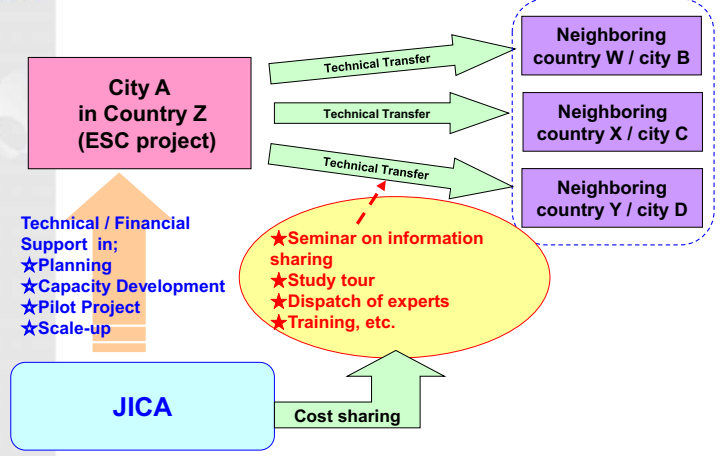 City A
in Country Z
(ESC project)
Technical Transfer
Technical Transfer
Technical Transfer
Neighboring
country W / city B
Neighboring
country X / city C
Neighboring
country Y / city D
Technical / Financial
Support in;
☆Planning
☆Capacity Development
☆Pilot Project
☆Scale-up
★Seminar on information
sharing
★Study tour
★Dispatch of experts
★Training, etc.
JICA
Cost sharing